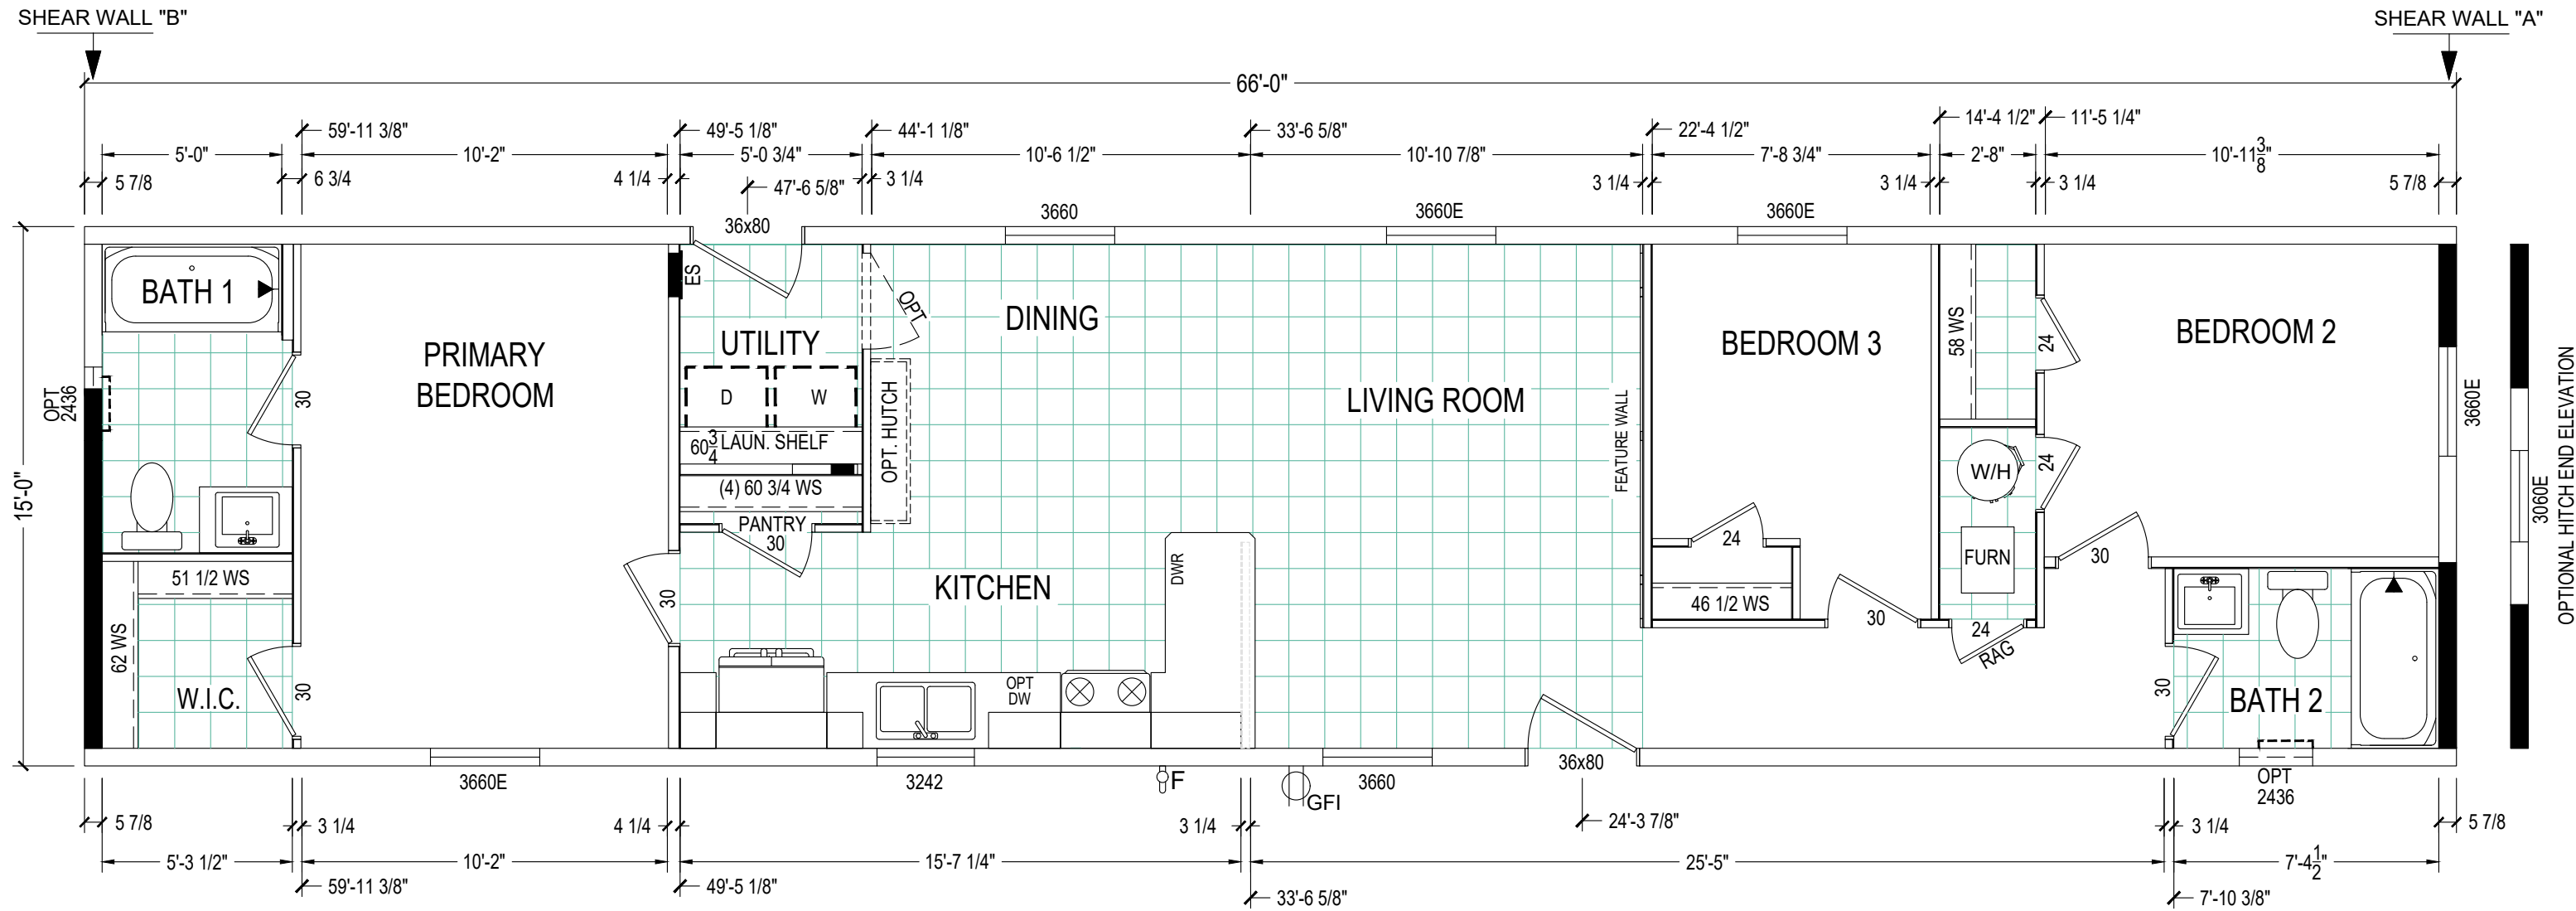 SHEAR WALL "B"
SHEAR WALL "A"
66'-0"
59'-11 3/8"
49'-5 1/8"
44'-1 1/8"
33'-6 5/8"
22'-4 1/2"
14'-4 1/2"
11'-5 1/4"
5'-0"
10'-2"
5'-0 3/4"
10'-6 1/2"
10'-10 7/8"
7'-8 3/4"
2'-8"
10'-11 3/8"
5 7/8
6 3/4
4 1/4
47'-6 5/8"
3 1/4
3 1/4
3 1/4
3 1/4
5 7/8
36x80
3660
3660E
3660E
15'-0"
BATH 1
OPT
2436
30
PRIMARY
BEDROOM
ES
UTILITY
OPT
D
W
60 3/4
LAUN. SHELF
OPT. HUTCH
(4) 60 3/4 WS
PANTRY
30
DINING
LIVING ROOM
FEATURE WALL
BEDROOM 3
58 WS
24
BEDROOM 2
3660E
3060E
OPTIONAL HITCH END ELEVATION
W/H
24
FURN
24
46 1/2 WS
30
24
RAG
30
51 1/2 WS
62 WS
W.I.C.
30
30
KITCHEN
DWR
OPT
DW
30
BATH 2
3660E
3242
F
GFI
3660
36x80
OPT
2436
5 7/8
3 1/4
4 1/4
3 1/4
24'-3 7/8"
3 1/4
5 7/8
5'-3 1/2"
10'-2"
15'-7 1/4"
25'-5"
7'-4 1/2"
59'-11 3/8"
49'-5 1/8"
33'-6 5/8"
7'-10 3/8"